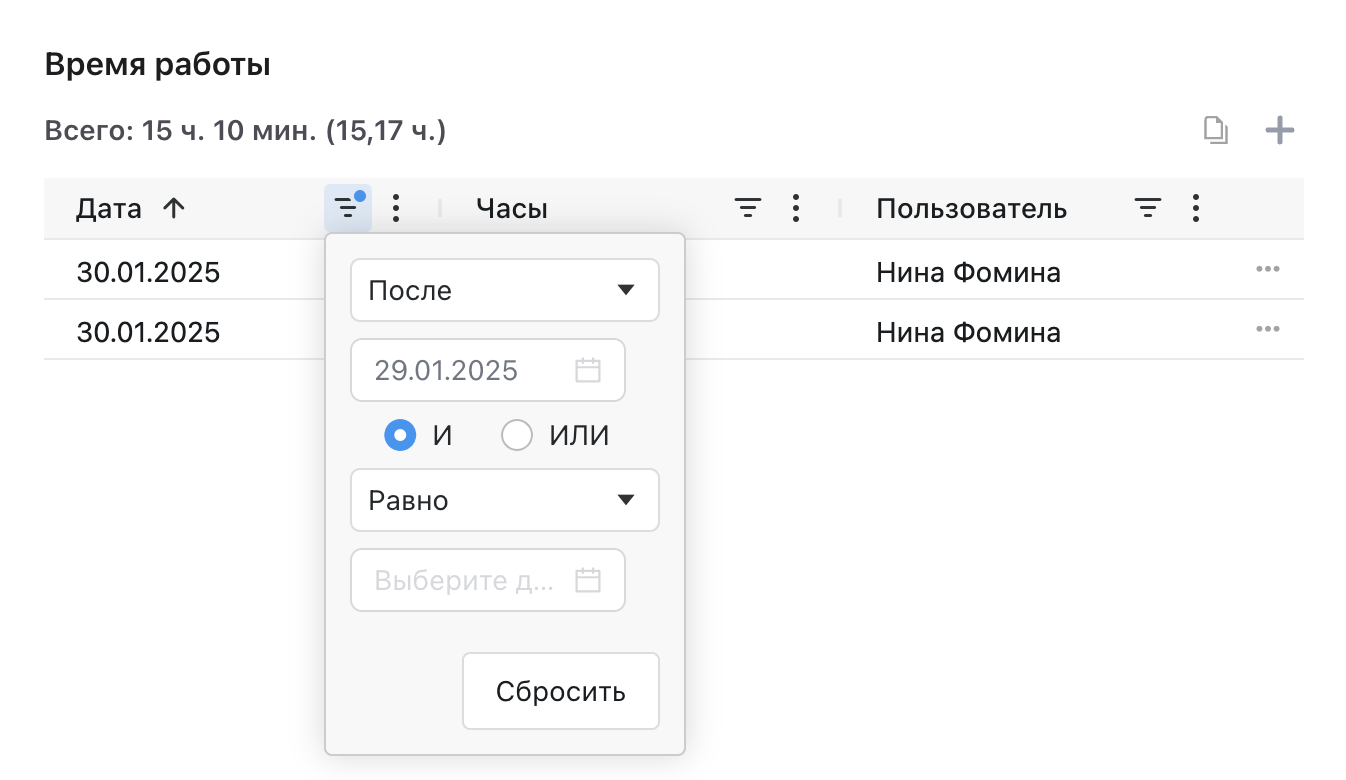 Время работы
Всего: 15 ч. 10 мин. (15,17 ч.)
Дата Часы Пользователь
30.01.2025 Нина Фомина
30.01.2025 Нина Фомина
После
29.01.2025
И ИЛИ
Равно
Выберите д...
Сбросить